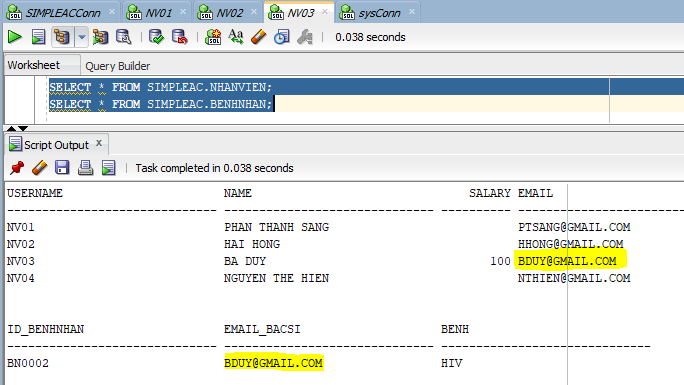 SIMPLEACConn NV01 NV02 NV03 sysConn
0.038 seconds
Worksheet Query Builder
SELECT * FROM SIMPLEAC.NHANVIEN;
SELECT * FROM SIMPLEAC.BENHNHAN;
Script Output x
Task completed in 0.038 seconds
USERNAME NAME SALARY EMAIL
------------------------------ ------------------------------ ---------- ------------------------
NV01 PHAN THANH SANG PTSANG@GMAIL.COM
NV02 HAI HONG HHONG@GMAIL.COM
NV03 BA DUY 100 BDUY@GMAIL.COM
NV04 NGUYEN THE HIEN NTHIEN@GMAIL.COM
ID_BENHNHAN EMAIL_BACSI BENH
------------------------------ ------------------------------ ------------------------------
BN0002 BDUY@GMAIL.COM HIV